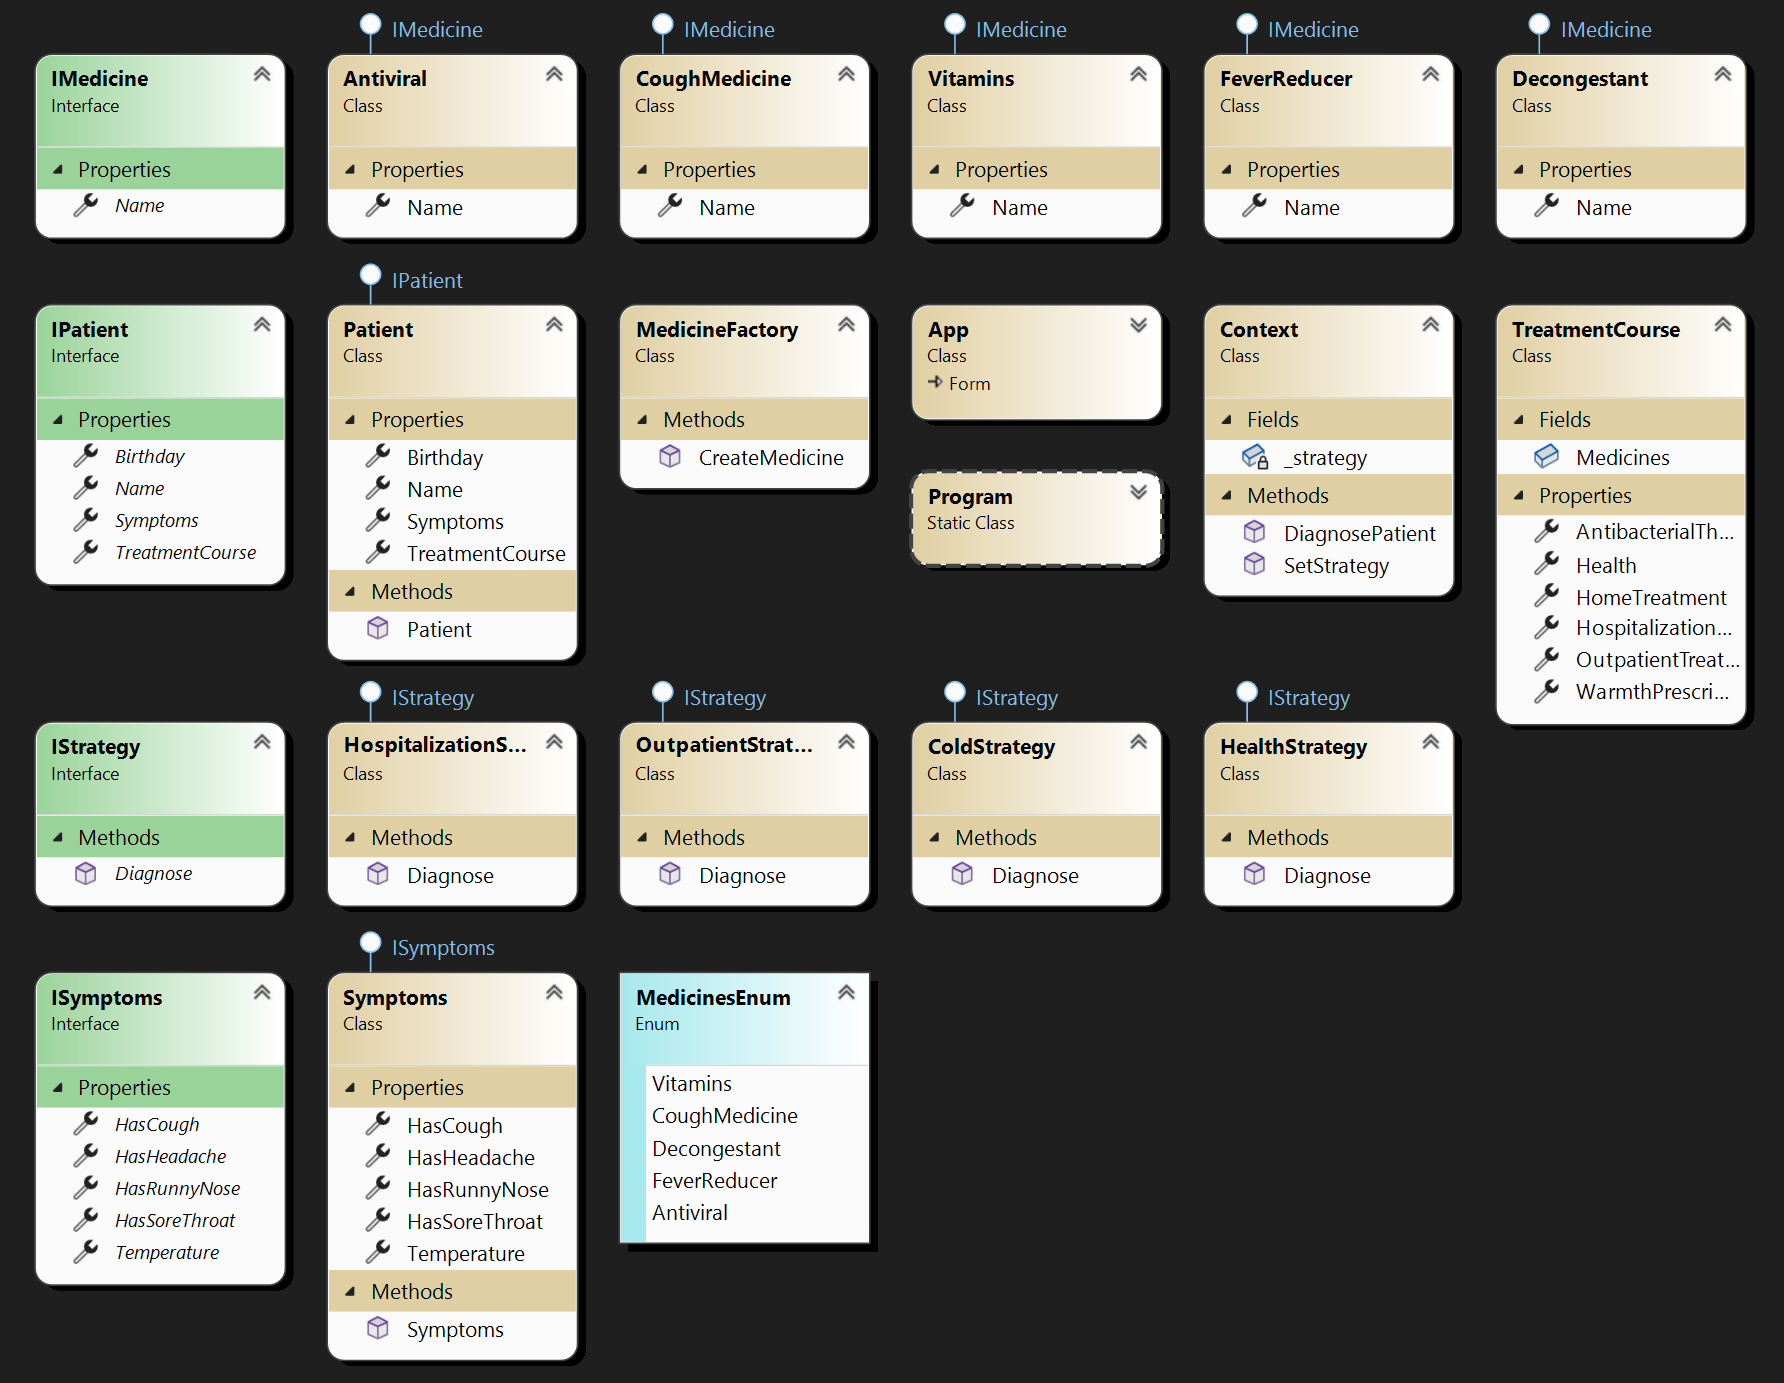 IMedicine
IMedicine
IMedicine
IMedicine
IMedicine
IMedicine
Interface
Properties
Name
Antiviral
Class
Properties
Name
CoughMedicine
Class
Properties
Name
Vitamins
Class
Properties
Name
FeverReducer
Class
Properties
Name
Decongestant
Class
Properties
Name
IPatient
IPatient
Interface
Properties
Birthday
Name
Symptoms
TreatmentCourse
Patient
Class
Properties
Birthday
Name
Symptoms
TreatmentCourse
Methods
Patient
MedicineFactory
Class
Methods
CreateMedicine
App
Class
Form
Program
Static Class
Context
Class
Fields
_strategy
Methods
DiagnosePatient
SetStrategy
TreatmentCourse
Class
Fields
Medicines
Properties
AntibacterialTh...
Health
HomeTreatment
Hospitalization...
OutpatientTreat...
WarmthPrescri...
IStrategy
IStrategy
IStrategy
IStrategy
IStrategy
Interface
Methods
Diagnose
HospitalizationS...
Class
Methods
Diagnose
OutpatientStrat...
Class
Methods
Diagnose
ColdStrategy
Class
Methods
Diagnose
HealthStrategy
Class
Methods
Diagnose
ISymptoms
ISymptoms
Interface
Properties
HasCough
HasHeadache
HasRunnyNose
HasSoreThroat
Temperature
Symptoms
Class
Properties
HasCough
HasHeadache
HasRunnyNose
HasSoreThroat
Temperature
Methods
Symptoms
MedicinesEnum
Enum
Vitamins
CoughMedicine
Decongestant
FeverReducer
Antiviral